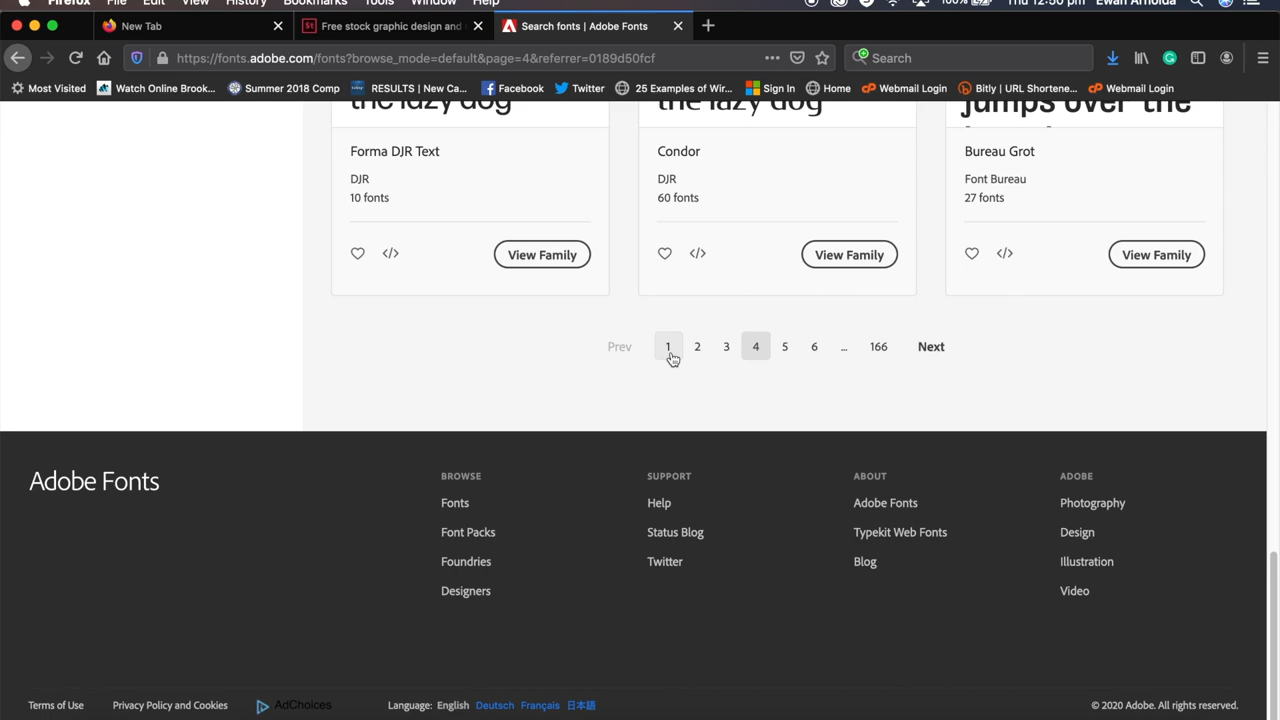 Firefox File Edit View History Bookmarks Tools Window Help 100% Thu 12:50 pm Ewan Arnolda
New Tab Free stock graphic design and Search fonts | Adobe Fonts
https://fonts.adobe.com/fonts?browse_mode=default&page=4&referrer=0189d50fcf Search
Most Visited Watch Online Brook... Summer 2018 Comp RESULTS | New Ca... Facebook Twitter 25 Examples of Wir... Sign In Home Webmail Login Bitly | URL Shortene... Webmail Login
the lazy dog the lazy dog jumps over the
Forma DJR Text Condor Bureau Grot
DJR DJR Font Bureau
10 fonts 60 fonts 27 fonts
</> View Family </> View Family </> View Family
Prev 1 2 3 4 5 6 ... 166 Next
Adobe Fonts BROWSE SUPPORT ABOUT ADOBE
Fonts Help Adobe Fonts Photography
Font Packs Status Blog Typekit Web Fonts Design
Foundries Twitter Blog Illustration
Designers Video
Terms of Use Privacy Policy and Cookies AdChoices Language: English Deutsch Français 日本語 © 2020 Adobe. All rights reserved.